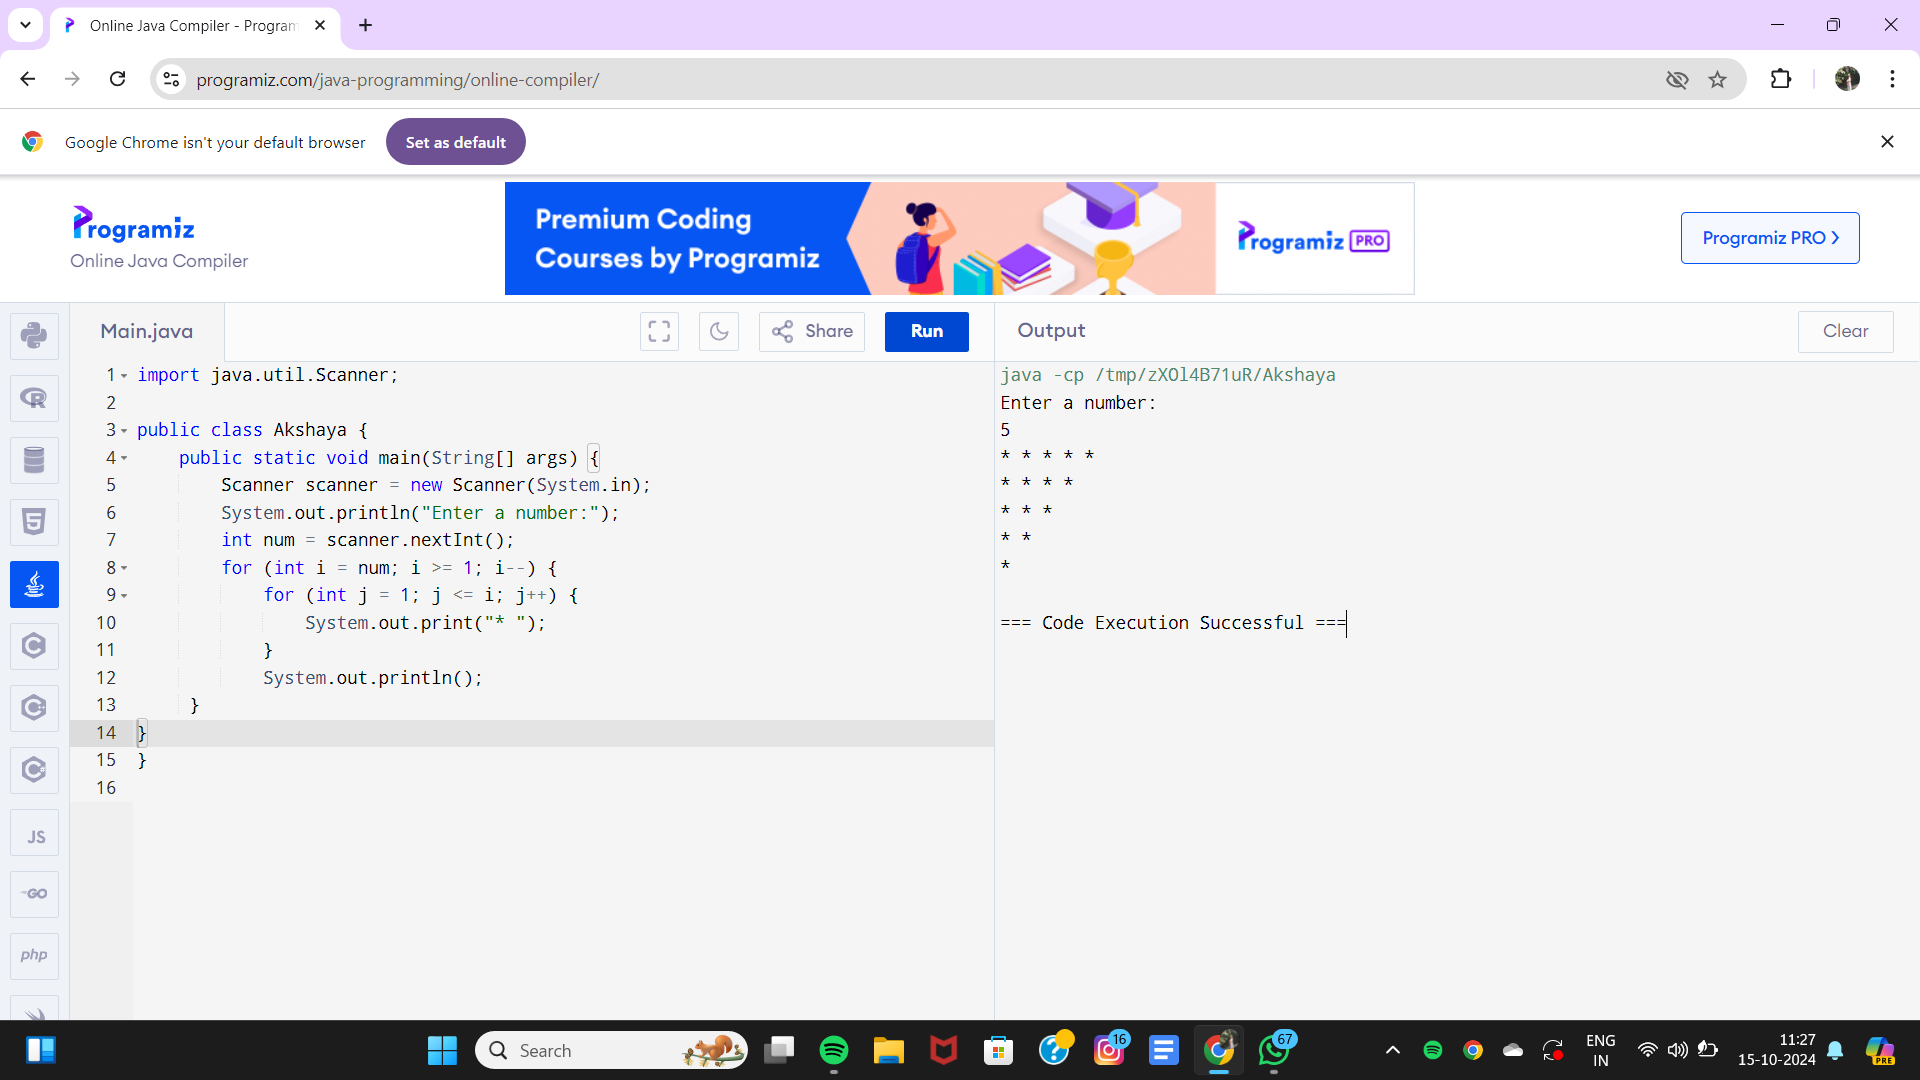 Online Java Compiler - Program
programiz.com/java-programming/online-compiler/
Google Chrome isn't your default browser
Set as default
Programiz
Online Java Compiler
Premium Coding
Courses by Programiz
Programiz PRO
Programiz PRO
Main.java
Share
Run
Output
Clear
1 import java.util.Scanner;
2
3 public class Akshaya {
4     public static void main(String[] args) {
5         Scanner scanner = new Scanner(System.in);
6         System.out.println("Enter a number:");
7         int num = scanner.nextInt();
8         for (int i = num; i >= 1; i--) {
9             for (int j = 1; j <= i; j++) {
10                 System.out.print("* ");
11             }
12             System.out.println();
13      }
14 }
15 }
16
java -cp /tmp/zXOl4B71uR/Akshaya
Enter a number:
5
* * * * *
* * * *
* * *
* *
*
=== Code Execution Successful ===
R
5
C
C
C
JS
GO
php
Search
16
67
ENG
IN
11:27
15-10-2024
PRE